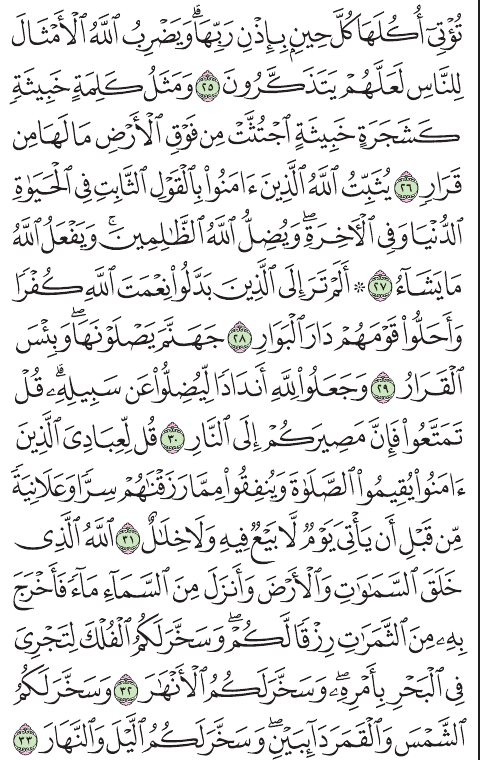 تُؤۡتِيٓ أُكُلَهَا كُلَّ حِينِۭ بِإِذۡنِ رَبِّهَاۗ وَيَضۡرِبُ ٱللَّهُ ٱلۡأَمۡثَالَ
لِلنَّاسِ لَعَلَّهُمۡ يَتَذَكَّرُونَ ٢٥ وَمَثَلُ كَلِمَةٍ خَبِيثَةٖ
كَشَجَرَةٍ خَبِيثَةٍ ٱجۡتُثَّتۡ مِن فَوۡقِ ٱلۡأَرۡضِ مَا لَهَا مِن
قَرَارٖ ٢٦ يُثَبِّتُ ٱللَّهُ ٱلَّذِينَ ءَامَنُواْ بِٱلۡقَوۡلِ ٱلثَّابِتِ فِي ٱلۡحَيَوٰةِ
ٱلدُّنۡيَا وَفِي ٱلۡأٓخِرَةِۖ وَيُضِلُّ ٱللَّهُ ٱلظَّٰلِمِينَۚ وَيَفۡعَلُ ٱللَّهُ
مَا يَشَآءُ ٢٧ ۞ أَلَمۡ تَرَ إِلَى ٱلَّذِينَ بَدَّلُواْ نِعۡمَتَ ٱللَّهِ كُفۡرٗا
وَأَحَلُّواْ قَوۡمَهُمۡ دَارَ ٱلۡبَوَارِ ٢٨ جَهَنَّمَ يَصۡلَوۡنَهَاۖ وَبِئۡسَ
ٱلۡقَرَارُ ٢٩ وَجَعَلُواْ لِلَّهِ أَندَادٗا لِّيُضِلُّواْ عَن سَبِيلِهِۦۗ قُلۡ
تَمَتَّعُواْ فَإِنَّ مَصِيرَكُمۡ إِلَى ٱلنَّارِ ٣٠ قُل لِّعِبَادِيَ ٱلَّذِينَ
ءَامَنُواْ يُقِيمُواْ ٱلصَّلَوٰةَ وَيُنفِقُواْ مِمَّا رَزَقۡنَٰهُمۡ سِرّٗا وَعَلَانِيَةٗ
مِّن قَبۡلِ أَن يَأۡتِيَ يَوۡمٞ لَّا بَيۡعٞ فِيهِ وَلَا خِلَٰلٌ ٣١ ٱللَّهُ ٱلَّذِي
خَلَقَ ٱلسَّمَٰوَٰتِ وَٱلۡأَرۡضَ وَأَنزَلَ مِنَ ٱلسَّمَآءِ مَآءٗ فَأَخۡرَجَ
بِهِۦ مِنَ ٱلثَّمَرَٰتِ رِزۡقٗا لَّكُمۡۖ وَسَخَّرَ لَكُمُ ٱلۡفُلۡكَ لِتَجۡرِيَ
فِي ٱلۡبَحۡرِ بِأَمۡرِهِۦۖ وَسَخَّرَ لَكُمُ ٱلۡأَنۡهَٰرَ ٣٢ وَسَخَّرَ لَكُمُ
ٱلشَّمۡسَ وَٱلۡقَمَرَ دَآئِبَيۡنِۖ وَسَخَّرَ لَكُمُ ٱلَّيۡلَ وَٱلنَّهَارَ ٣٣